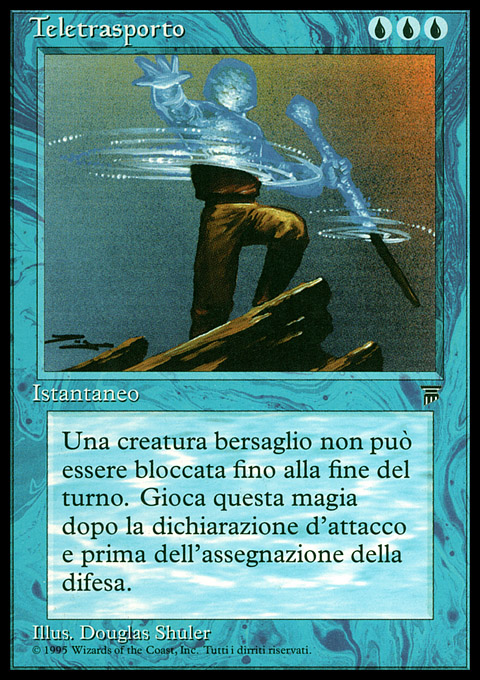 Teletrasporto
Istantaneo
Una creatura bersaglio non può
essere bloccata fino alla fine del
turno. Gioca questa magia
dopo la dichiarazione d'attacco
e prima dell'assegnazione della
difesa.
Illus. Douglas Shuler
© 1995 Wizards of the Coast, Inc. Tutti i dirriti riservati.